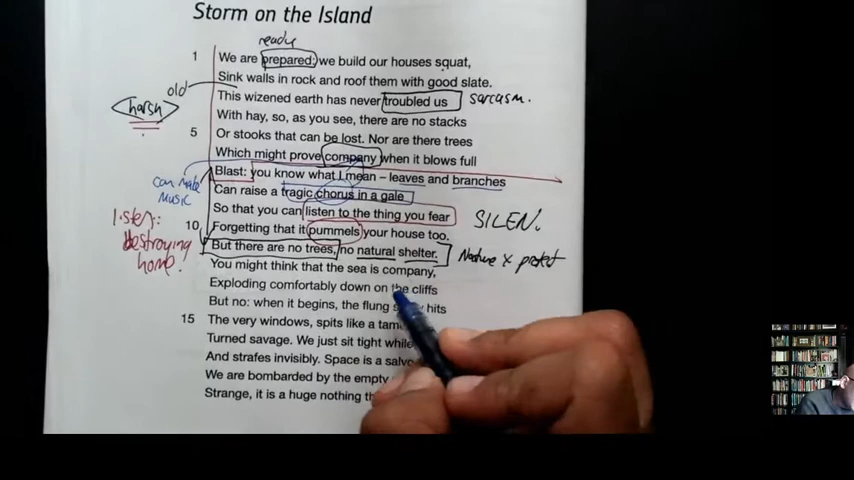 Storm on the Island
ready
1 We are prepared: we build our houses squat,
Sink walls in rock and roof them with good slate.
old
This wizened earth has never troubled us
sarcasm.
harsh
With hay, so, as you see, there are no stacks
5 Or stooks that can be lost. Nor are there trees
Which might prove company when it blows full
Blast: you know what I mean – leaves and branches
can make
music
Can raise a tragic chorus in a gale
So that you can listen to the thing you fear
SILEN.
listen:
destroying
home.
10 Forgetting that it pummels your house too.
But there are no trees, no natural shelter.
Nature x protect
You might think that the sea is company,
Exploding comfortably down on the cliffs
But no: when it begins, the flung hits
15 The very windows, spits like a
Turned savage. We just sit tight
And strafes invisibly. Space is a
We are bombarded by the empty
Strange, it is a huge nothing